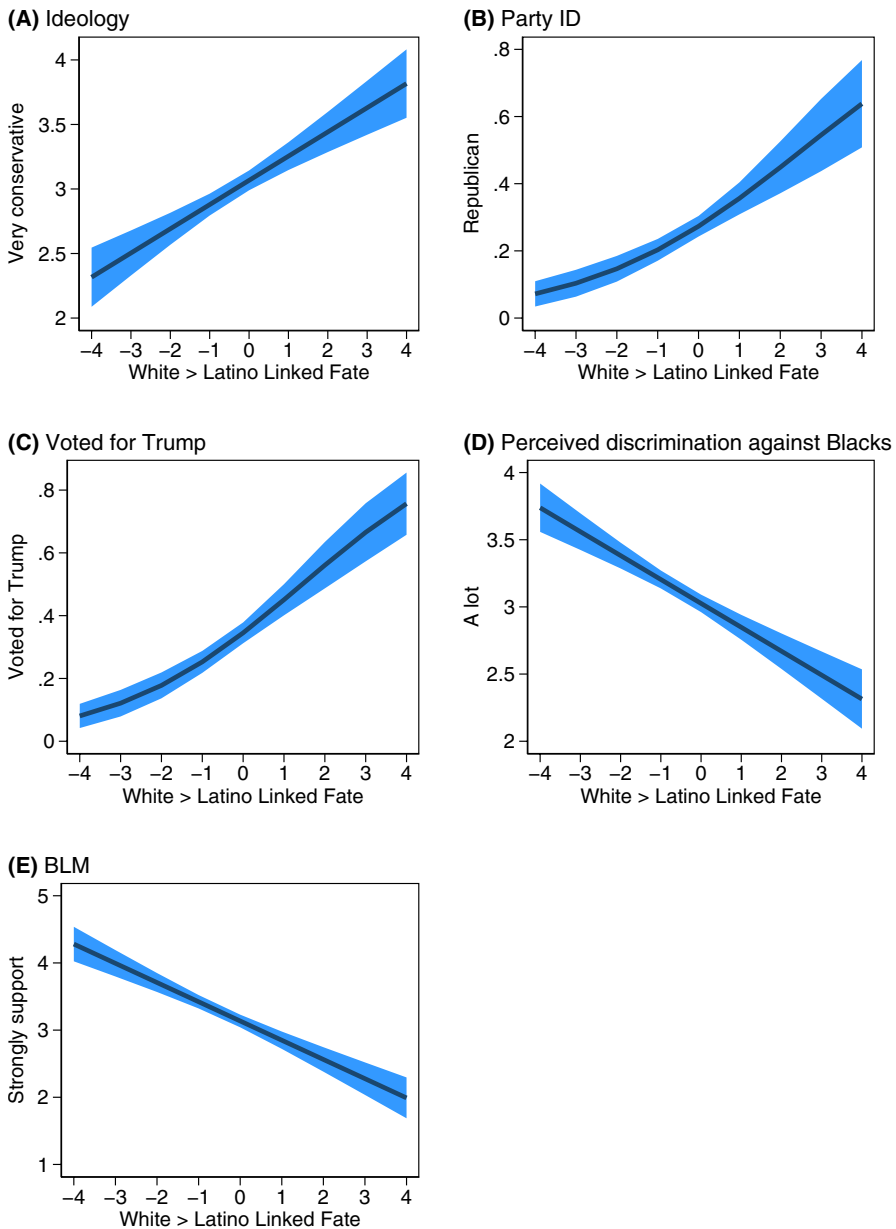 (A) Ideology
Very conservative
4
3.5
3
2.5
2
−4 −3 −2 −1 0 1 2 3 4
White > Latino Linked Fate
(B) Party ID
Republican
.8
.6
.4
.2
0
−4 −3 −2 −1 0 1 2 3 4
White > Latino Linked Fate
(C) Voted for Trump
Voted for Trump
.8
.6
.4
.2
0
−4 −3 −2 −1 0 1 2 3 4
White > Latino Linked Fate
(D) Perceived discrimination against Blacks
A lot
4
3.5
3
2.5
2
−4 −3 −2 −1 0 1 2 3 4
White > Latino Linked Fate
(E) BLM
Strongly support
5
4
3
2
1
−4 −3 −2 −1 0 1 2 3 4
White > Latino Linked Fate